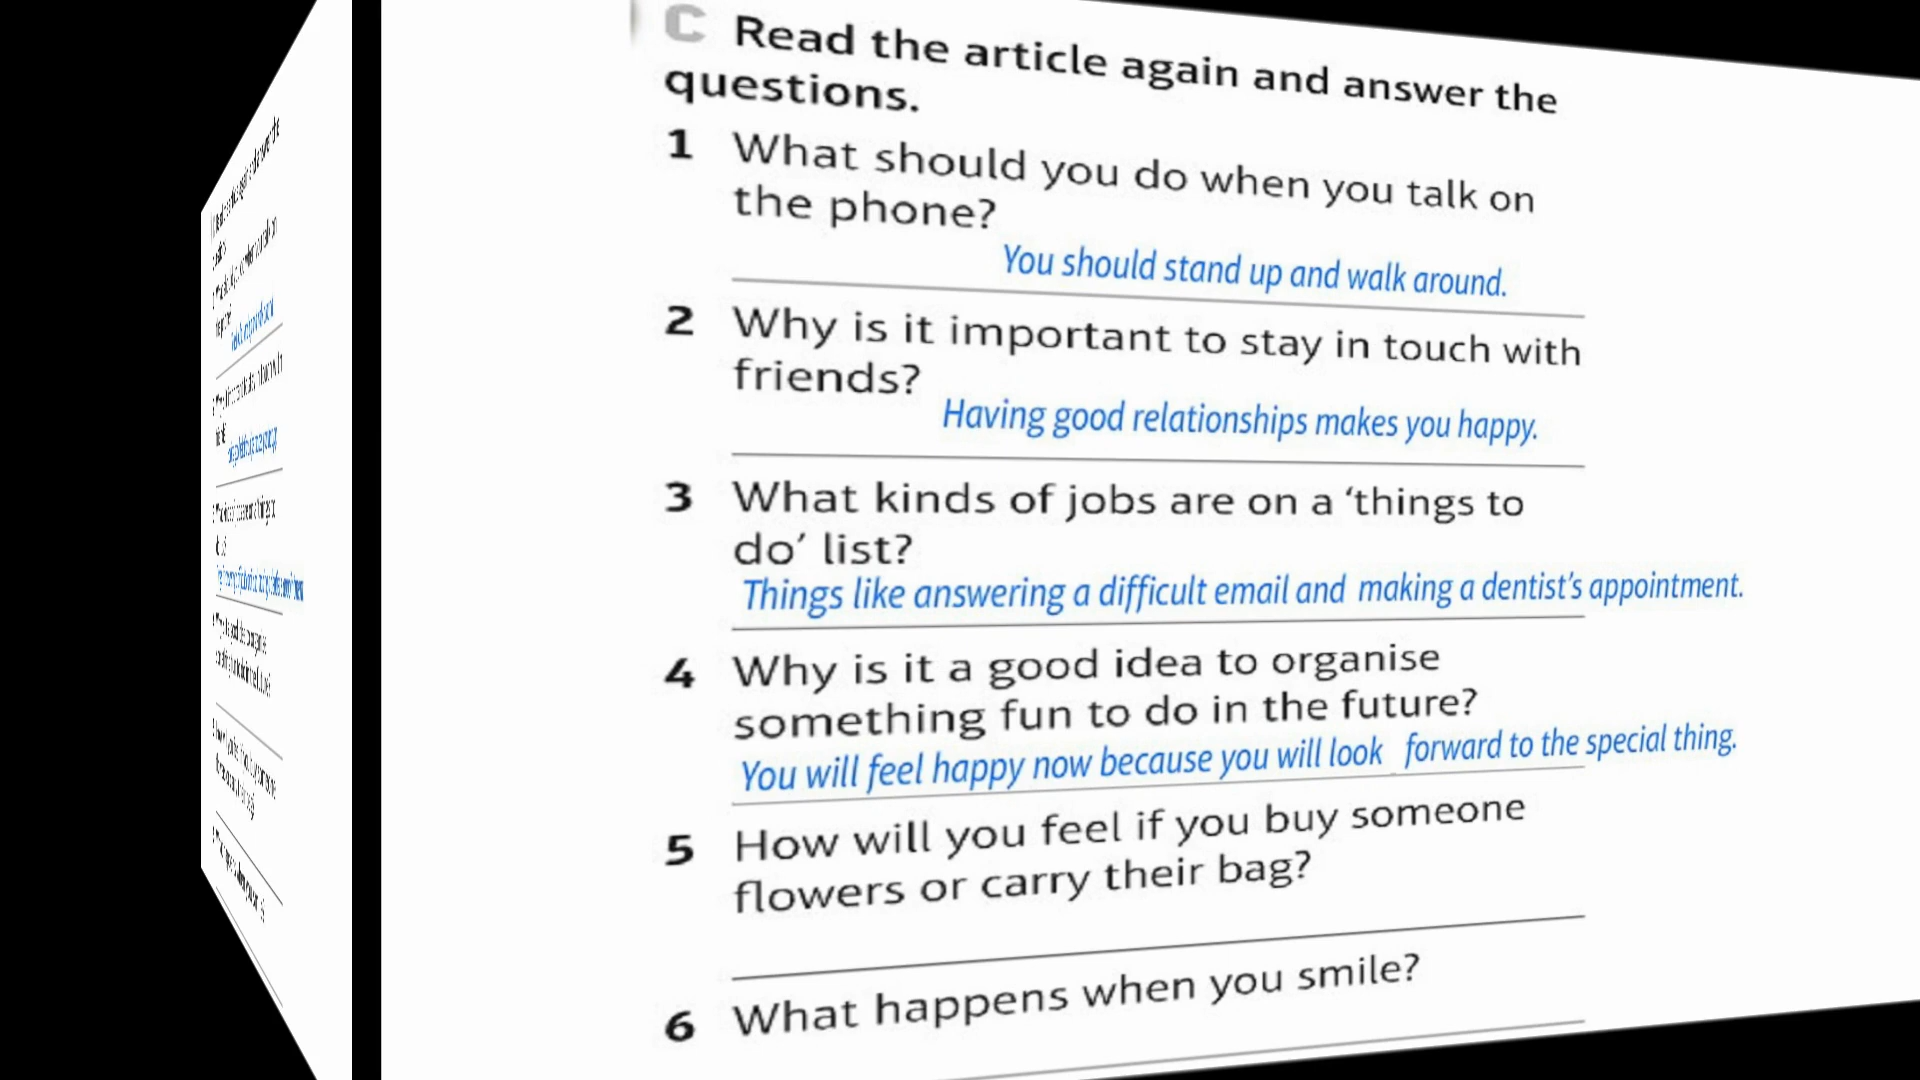 C Read the article again and answer the
questions.
1 What should you do when you talk on
the phone?
You should stand up and walk around.
2 Why is it important to stay in touch with
friends?
Having good relationships makes you happy.
3 What kinds of jobs are on a ‘things to
do’ list?
Things like answering a difficult email and making a dentist’s appointment.
4 Why is it a good idea to organise
something fun to do in the future?
You will feel happy now because you will look forward to the special thing.
5 How will you feel if you buy someone
flowers or carry their bag?
6 What happens when you smile?